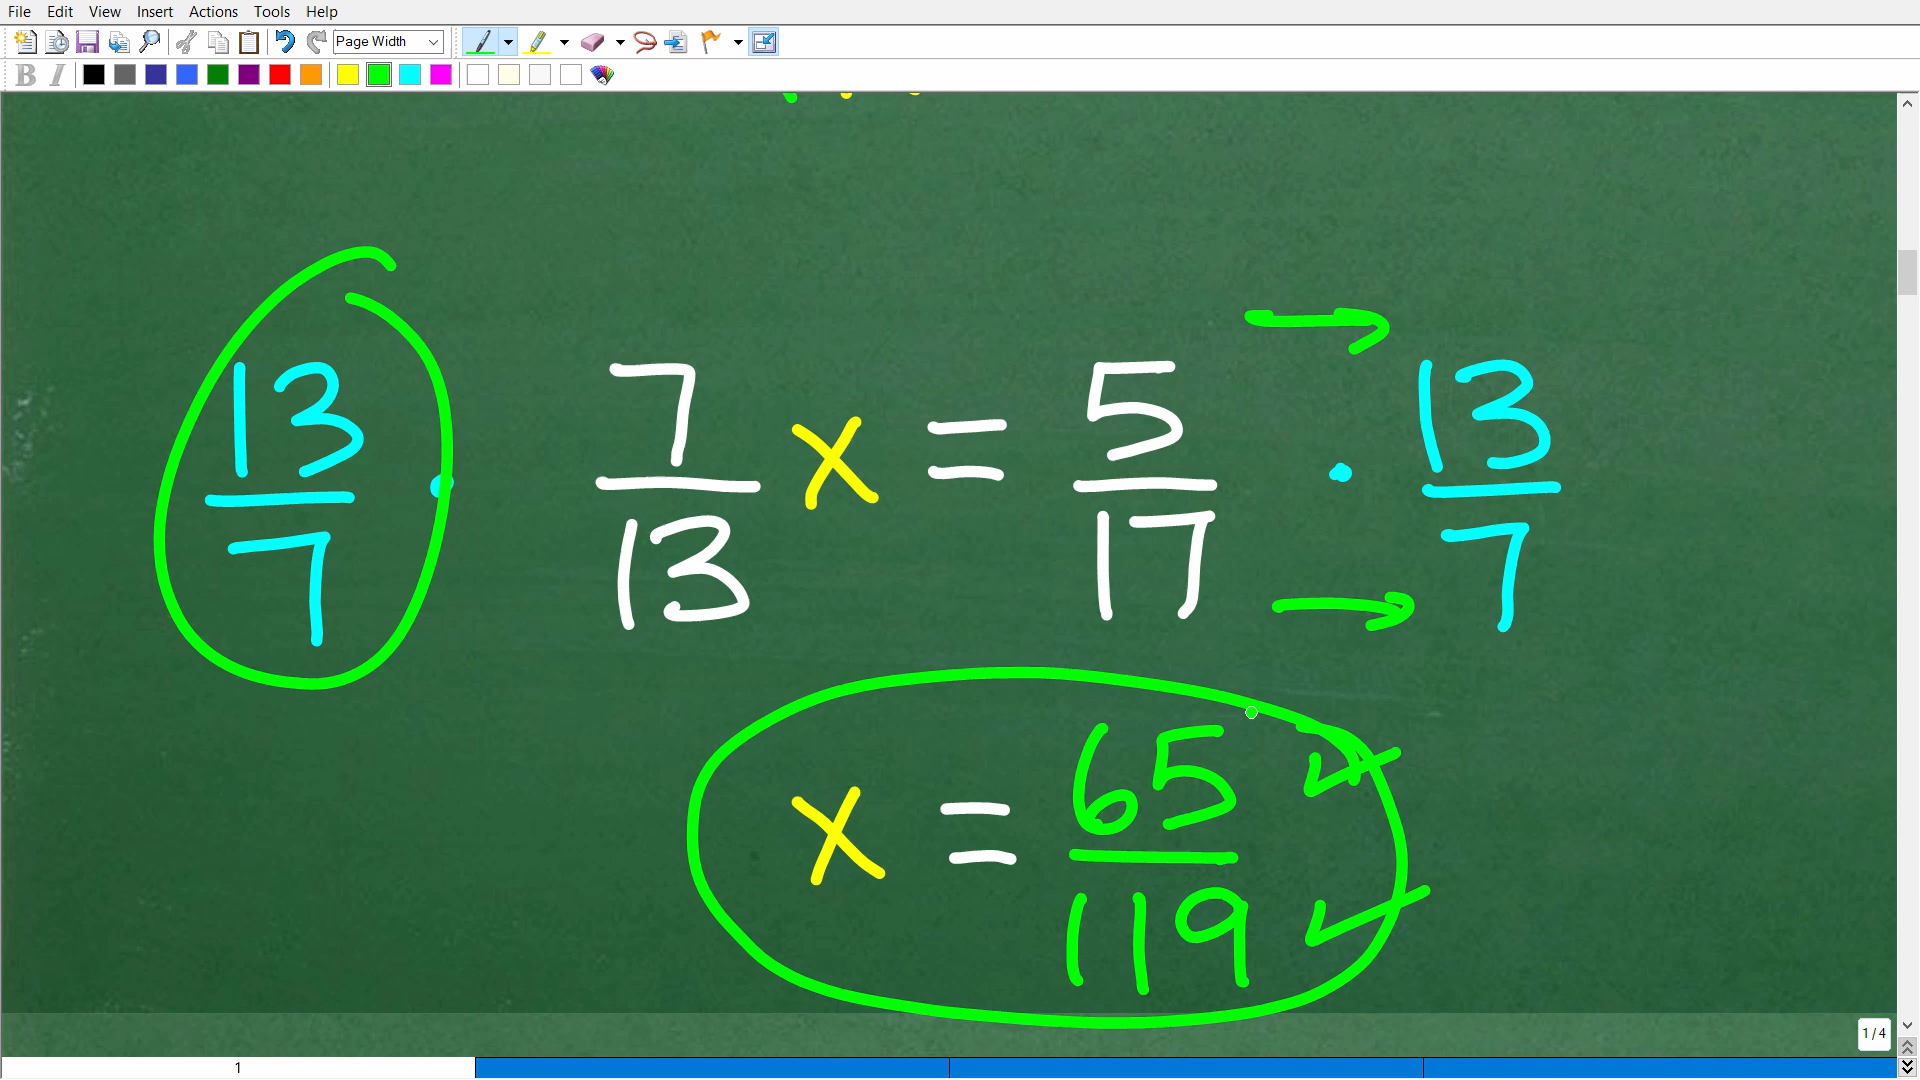 File Edit View Insert Actions Tools Help
Page Width
B I
13/7 · 7/13 x = 5/17 · 13/7
x = 65/119
1/4
1